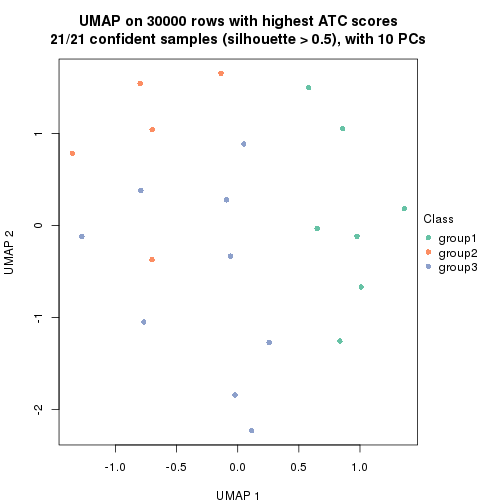 UMAP on 30000 rows with highest ATC scores
21/21 confident samples (silhouette > 0.5), with 10 PCs
UMAP 2
1
0
-1
-2
-1.0 -0.5 0.0 0.5 1.0
UMAP 1
Class
group1
group2
group3